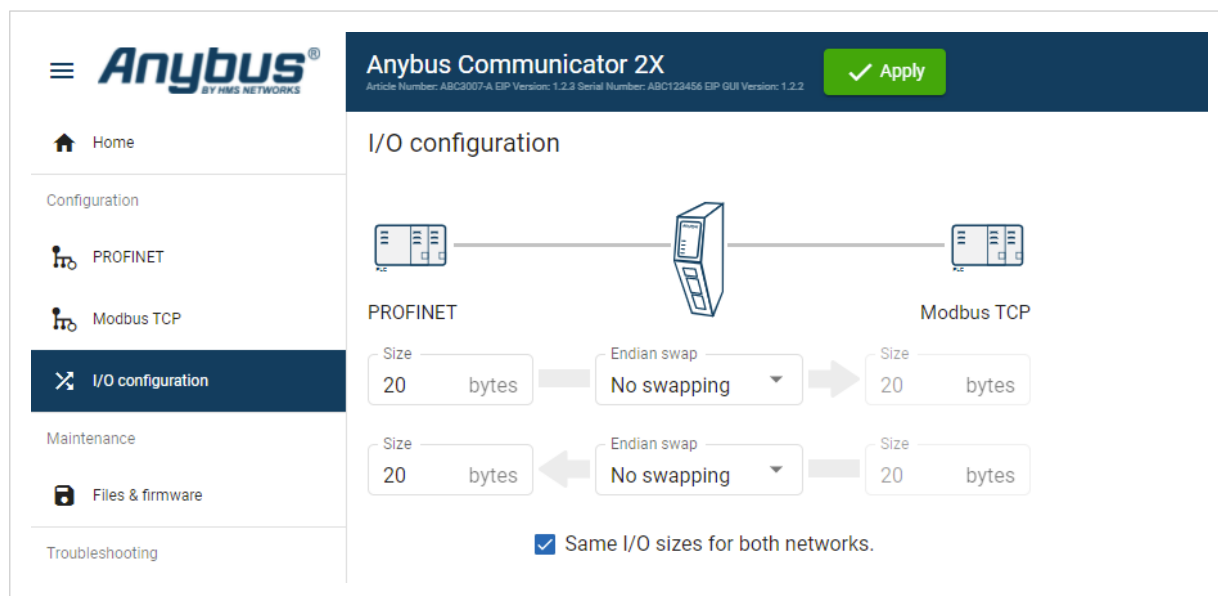 Anybus®
BY HMS NETWORKS
Anybus Communicator 2X
Article Number: ABC3007-A EIP Version: 1.2.3 Serial Number: ABC123456 EIP GUI Version: 1.2.2
Apply
Home
Configuration
PROFINET
Modbus TCP
I/O configuration
Maintenance
Files & firmware
Troubleshooting
I/O configuration
PLC
Anybus
PLC
PROFINET
Modbus TCP
Size
Endian swap
Size
20 bytes
No swapping
20 bytes
Size
Endian swap
Size
20 bytes
No swapping
20 bytes
Same I/O sizes for both networks.